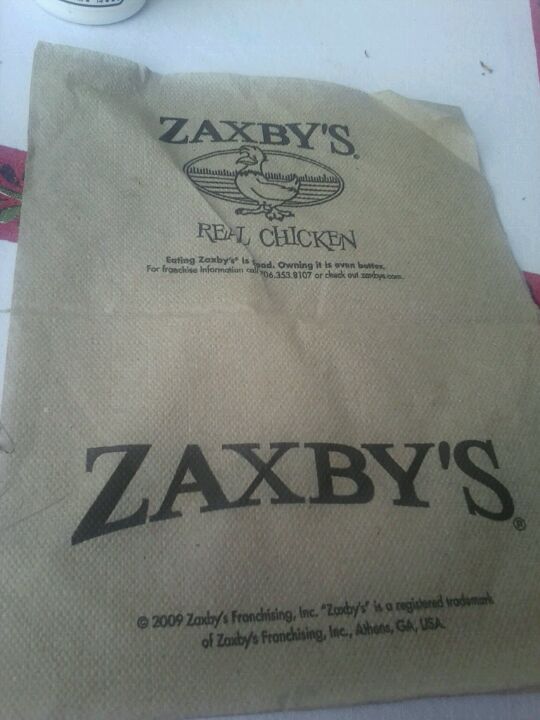 ZAXBY'S®
REAL CHICKEN
Eating Zaxby's® is good. Owning it is even better.
For franchise information call 706.353.8107 or check out zaxbys.com.
ZAXBY'S®
© 2009 Zaxby's Franchising, Inc. "Zaxby's" is a registered trademark
of Zaxby's Franchising, Inc., Athens, GA, USA.